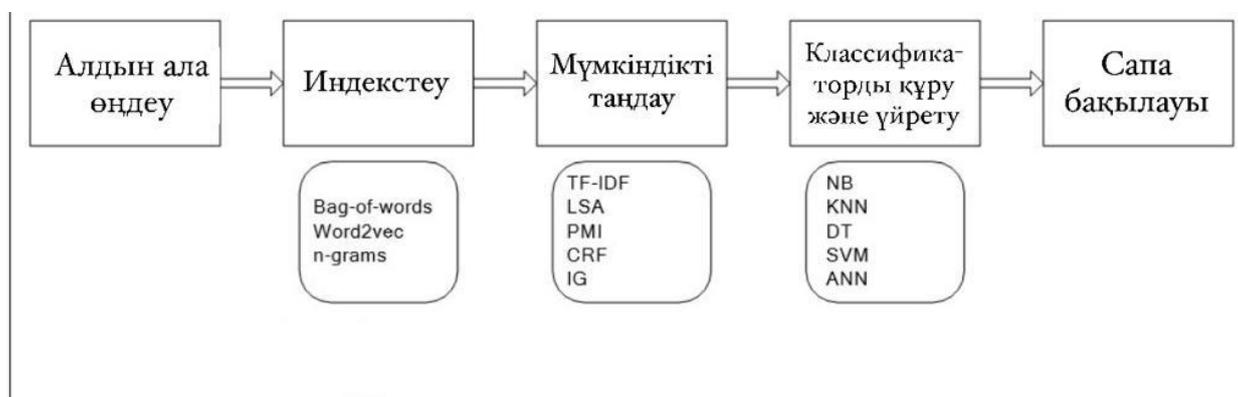 Алдын ала
өңдеу
Индекстеу
Мүмкіндікті
таңдау
Классифика-
торды құру
және үйрету
Сапа
бақылауы
Bag-of-words
Word2vec
n-grams
TF-IDF
LSA
PMI
CRF
IG
NB
KNN
DT
SVM
ANN